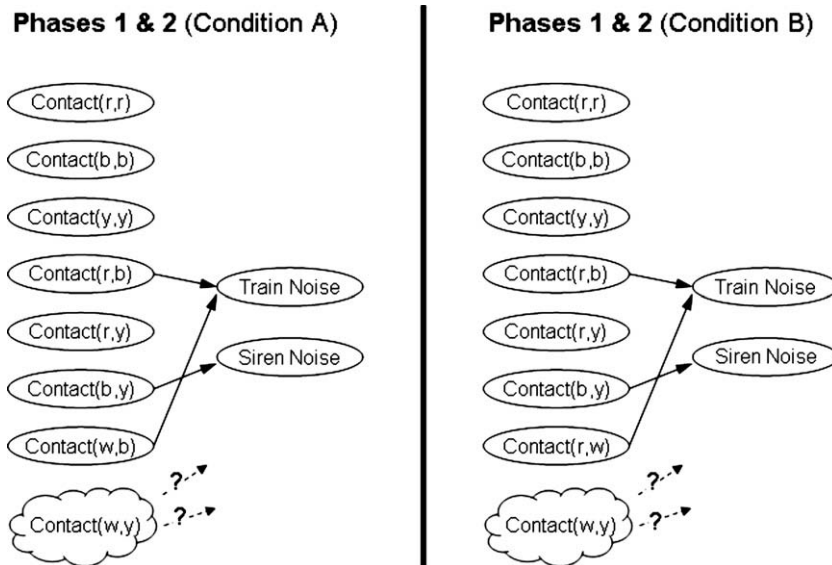 Phases 1 & 2 (Condition A)
Contact(r,r)
Contact(b,b)
Contact(y,y)
Contact(r,b)
Train Noise
Contact(r,y)
Siren Noise
Contact(b,y)
Contact(w,b)
?
Contact(w,y)
?
Phases 1 & 2 (Condition B)
Contact(r,r)
Contact(b,b)
Contact(y,y)
Contact(r,b)
Train Noise
Contact(r,y)
Siren Noise
Contact(b,y)
Contact(r,w)
?
Contact(w,y)
?